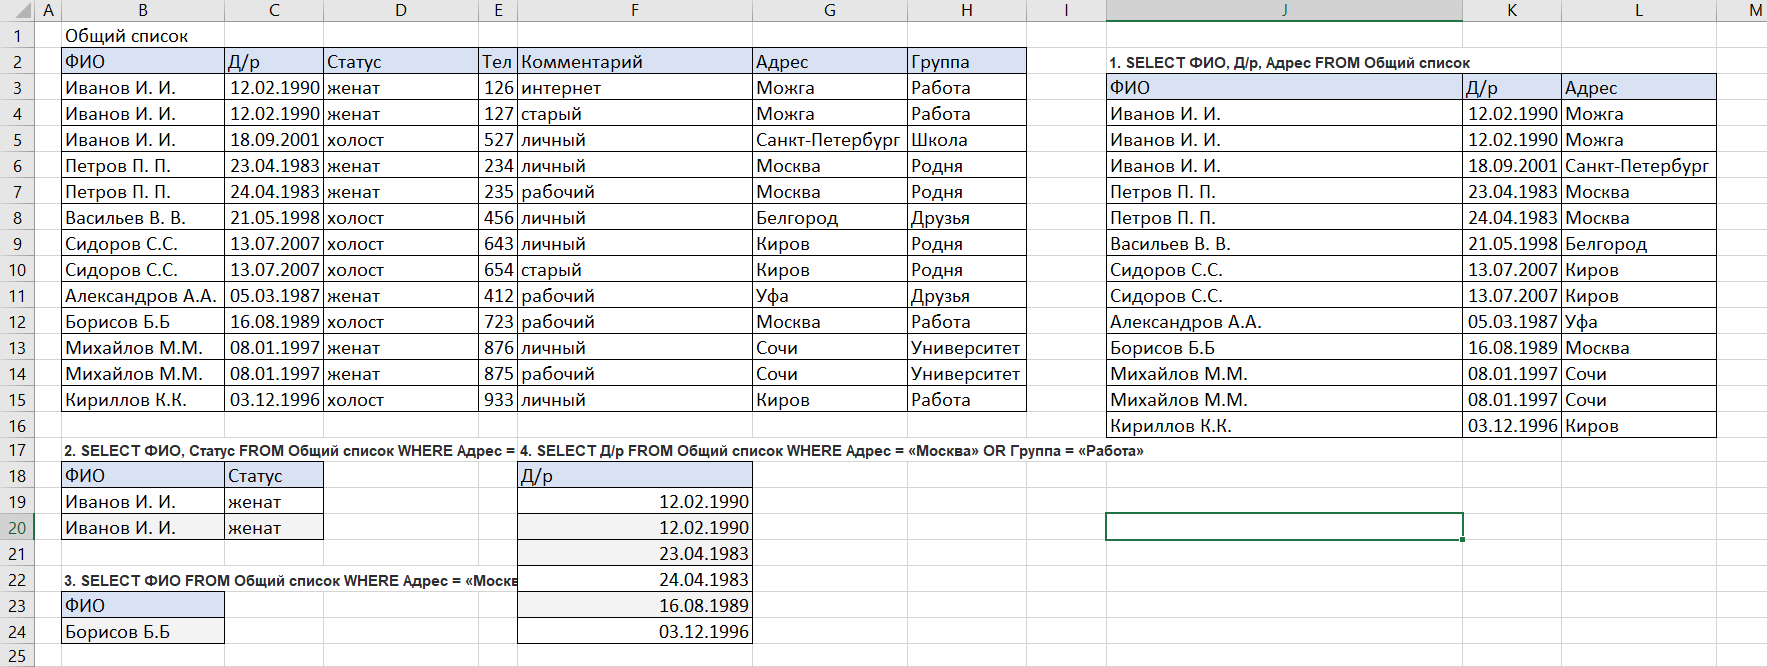 A B C D E F G H I J K L M
1 Общий список
2 ФИО Д/р Статус Тел Комментарий Адрес Группа 1. SELECT ФИО, Д/р, Адрес FROM Общий список
3 Иванов И. И. 12.02.1990 женат 126 интернет Можга Работа ФИО Д/р Адрес
4 Иванов И. И. 12.02.1990 женат 127 старый Можга Работа Иванов И. И. 12.02.1990 Можга
5 Иванов И. И. 18.09.2001 холост 527 личный Санкт-Петербург Школа Иванов И. И. 12.02.1990 Можга
6 Петров П. П. 23.04.1983 женат 234 личный Москва Родня Иванов И. И. 18.09.2001 Санкт-Петербург
7 Петров П. П. 24.04.1983 женат 235 рабочий Москва Родня Петров П. П. 23.04.1983 Москва
8 Васильев В. В. 21.05.1998 холост 456 личный Белгород Друзья Петров П. П. 24.04.1983 Москва
9 Сидоров С.С. 13.07.2007 холост 643 личный Киров Родня Васильев В. В. 21.05.1998 Белгород
10 Сидоров С.С. 13.07.2007 холост 654 старый Киров Родня Сидоров С.С. 13.07.2007 Киров
11 Александров А.А. 05.03.1987 женат 412 рабочий Уфа Друзья Сидоров С.С. 13.07.2007 Киров
12 Борисов Б.Б 16.08.1989 холост 723 рабочий Москва Работа Александров А.А. 05.03.1987 Уфа
13 Михайлов М.М. 08.01.1997 женат 876 личный Сочи Университет Борисов Б.Б 16.08.1989 Москва
14 Михайлов М.М. 08.01.1997 женат 875 рабочий Сочи Университет Михайлов М.М. 08.01.1997 Сочи
15 Кириллов К.К. 03.12.1996 холост 933 личный Киров Работа Михайлов М.М. 08.01.1997 Сочи
16 Кириллов К.К. 03.12.1996 Киров
17 2. SELECT ФИО, Статус FROM Общий список WHERE Адрес = 4. SELECT Д/р FROM Общий список WHERE Адрес = «Москва» OR Группа = «Работа»
18 ФИО Статус Д/р
19 Иванов И. И. женат 12.02.1990
20 Иванов И. И. женат 12.02.1990
21 23.04.1983
22 3. SELECT ФИО FROM Общий список WHERE Адрес = «Москв 24.04.1983
23 ФИО 16.08.1989
24 Борисов Б.Б 03.12.1996
25